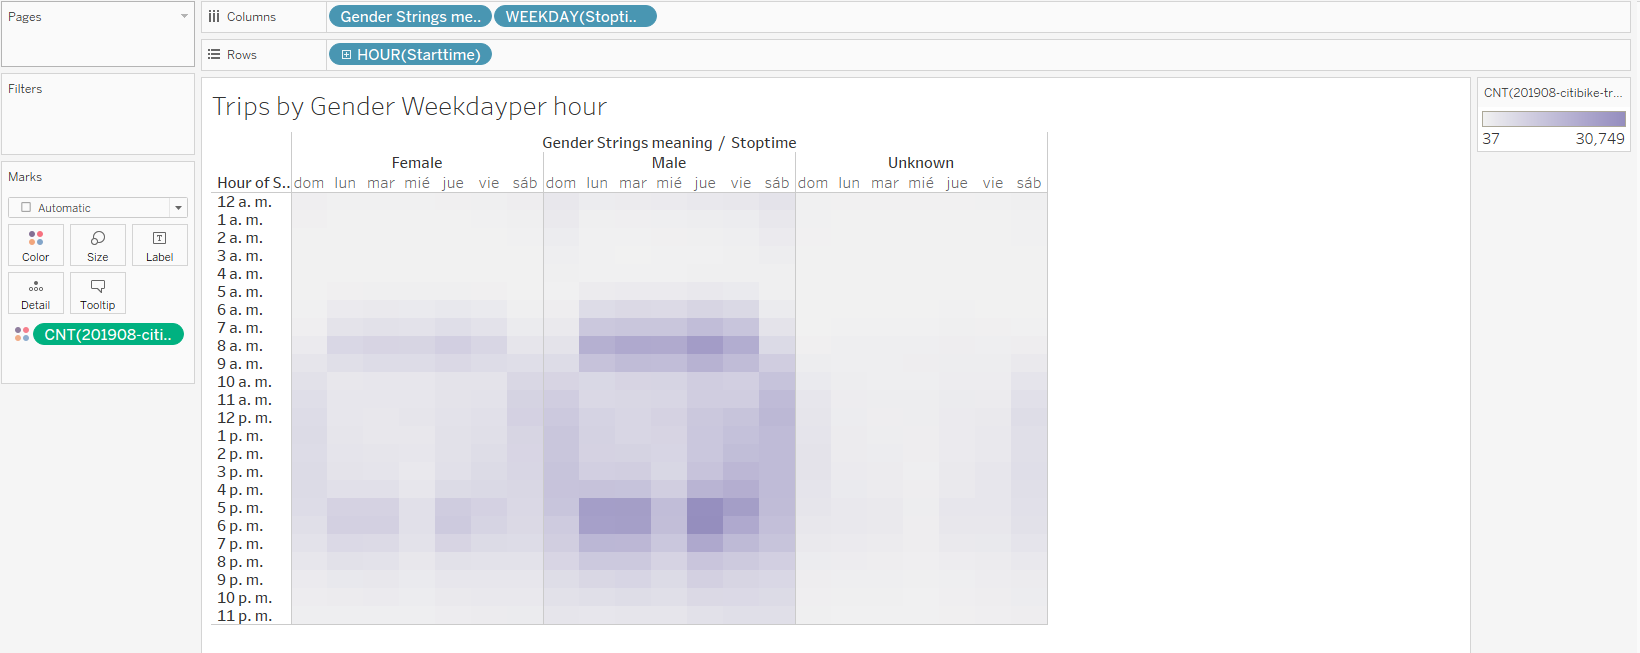 Pages
Columns
Gender Strings me..
WEEKDAY(Stopti..
Rows
HOUR(Starttime)
Filters
Marks
Automatic
Color
Size
Label
Detail
Tooltip
CNT(201908-citi..
Trips by Gender Weekdayper hour
Gender Strings meaning / Stoptime
Female Male Unknown
Hour of S.. dom lun mar mié jue vie sáb dom lun mar mié jue vie sáb dom lun mar mié jue vie sáb
12 a. m.
1 a. m.
2 a. m.
3 a. m.
4 a. m.
5 a. m.
6 a. m.
7 a. m.
8 a. m.
9 a. m.
10 a. m.
11 a. m.
12 p. m.
1 p. m.
2 p. m.
3 p. m.
4 p. m.
5 p. m.
6 p. m.
7 p. m.
8 p. m.
9 p. m.
10 p. m.
11 p. m.
CNT(201908-citibike-tr...
37 30,749